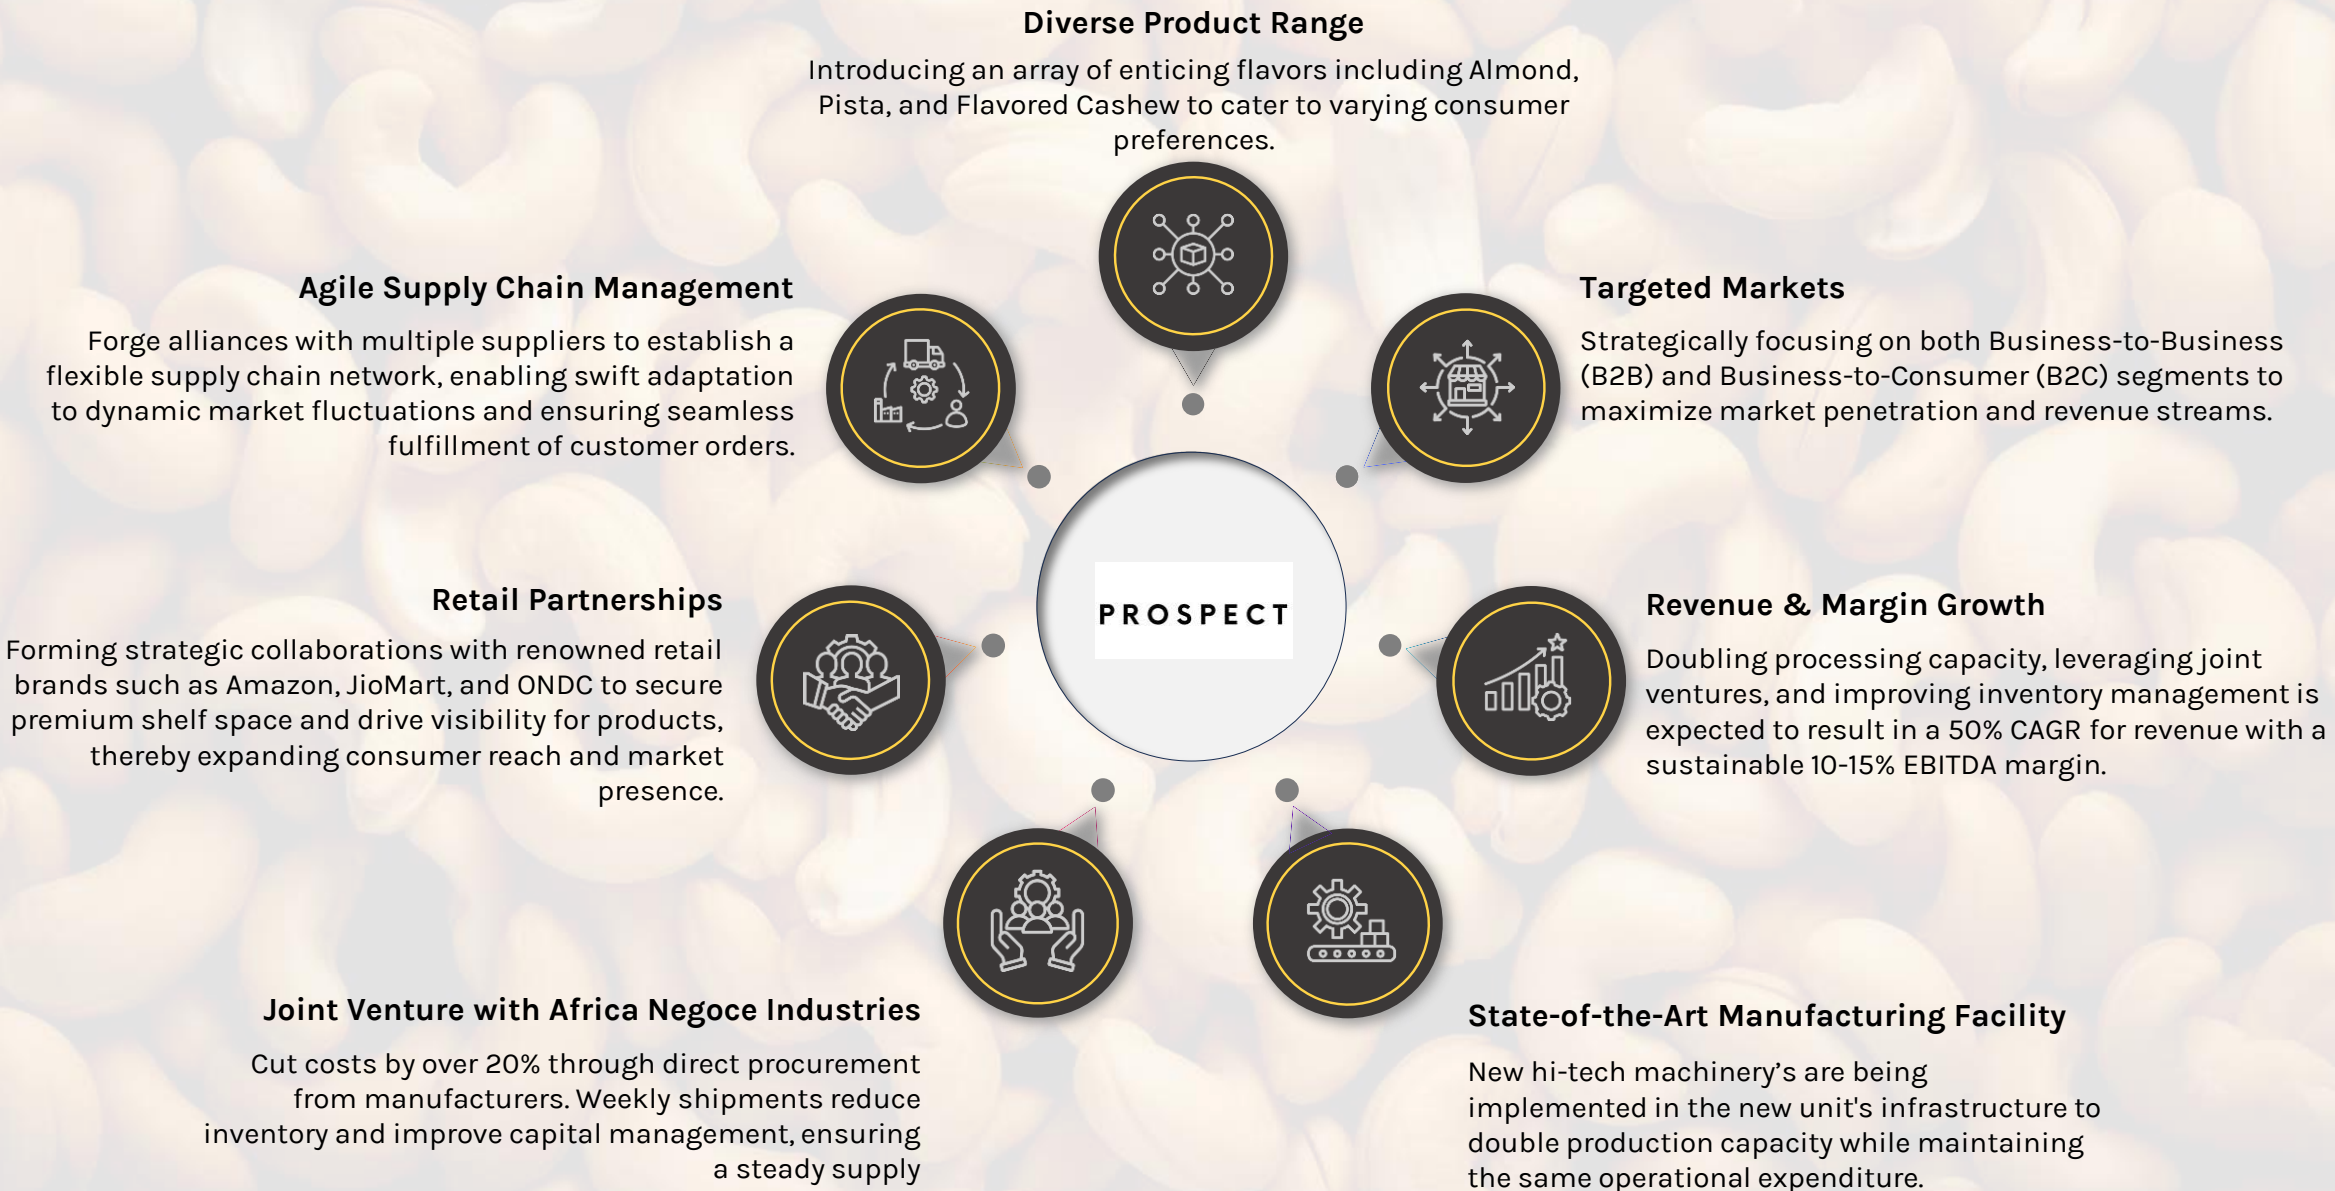 Diverse Product Range
Introducing an array of enticing flavors including Almond,
Pista, and Flavored Cashew to cater to varying consumer
preferences.
Agile Supply Chain Management
Forge alliances with multiple suppliers to establish a
flexible supply chain network, enabling swift adaptation
to dynamic market fluctuations and ensuring seamless
fulfillment of customer orders.
Targeted Markets
Strategically focusing on both Business-to-Business
(B2B) and Business-to-Consumer (B2C) segments to
maximize market penetration and revenue streams.
PROSPECT
Retail Partnerships
Forming strategic collaborations with renowned retail
brands such as Amazon, JioMart, and ONDC to secure
premium shelf space and drive visibility for products,
thereby expanding consumer reach and market
presence.
Revenue & Margin Growth
Doubling processing capacity, leveraging joint
ventures, and improving inventory management is
expected to result in a 50% CAGR for revenue with a
sustainable 10-15% EBITDA margin.
Joint Venture with Africa Negoce Industries
Cut costs by over 20% through direct procurement
from manufacturers. Weekly shipments reduce
inventory and improve capital management, ensuring
a steady supply
State-of-the-Art Manufacturing Facility
New hi-tech machinery’s are being
implemented in the new unit's infrastructure to
double production capacity while maintaining
the same operational expenditure.